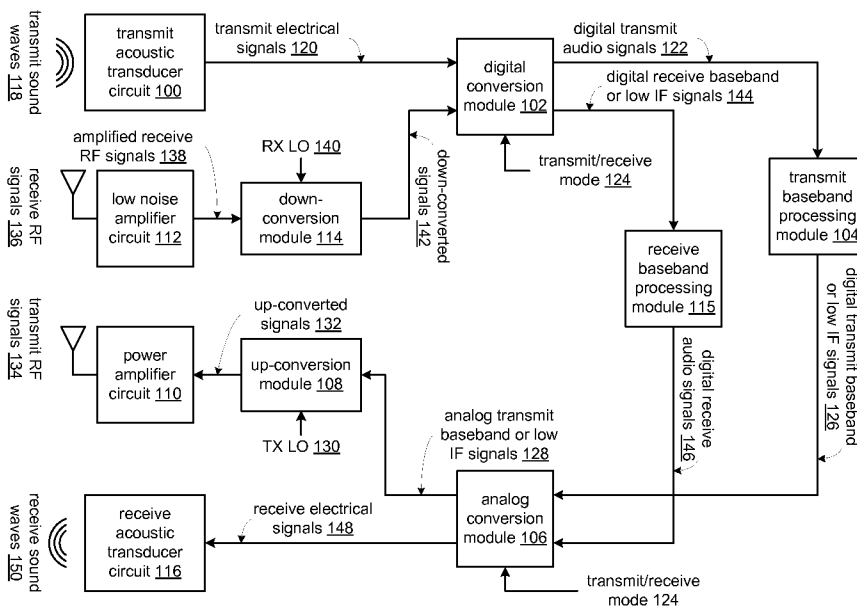 transmit sound
waves 118
transmit
acoustic
transducer
circuit 100
transmit electrical
signals 120
digital
conversion
module 102
digital transmit
audio signals 122
digital receive baseband
or low IF signals 144
transmit/receive
mode 124
amplified receive
RF signals 138
RX LO 140
receive RF
signals 136
low noise
amplifier
circuit 112
down-
conversion
module 114
down-converted
signals 142
transmit
baseband
processing
module 104
receive
baseband
processing
module 115
transmit RF
signals 134
up-converted
signals 132
power
amplifier
circuit 110
up-conversion
module 108
TX LO 130
analog transmit
baseband or low
IF signals 128
digital receive
audio signals 146
digital transmit baseband
or low IF signals 126
receive sound
waves 150
receive
acoustic
transducer
circuit 116
receive electrical
signals 148
analog
conversion
module 106
transmit/receive
mode 124